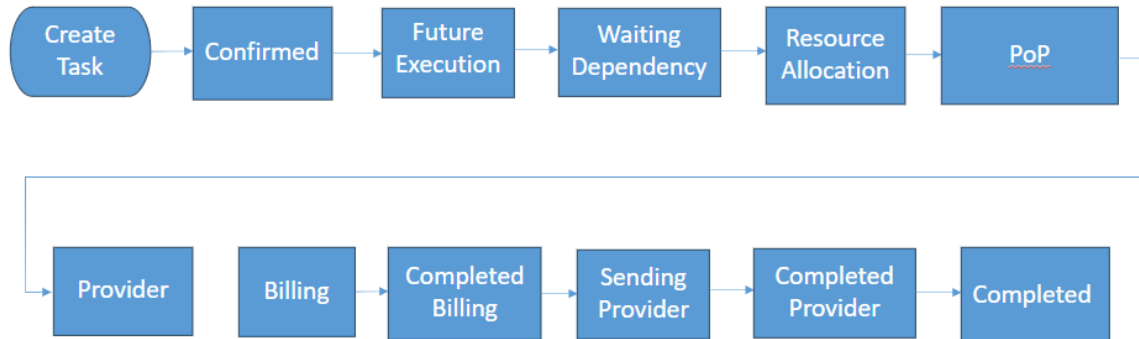 Create
Task
Confirmed
Future
Execution
Waiting
Dependency
Resource
Allocation
PoP
Provider
Billing
Completed
Billing
Sending
Provider
Completed
Provider
Completed